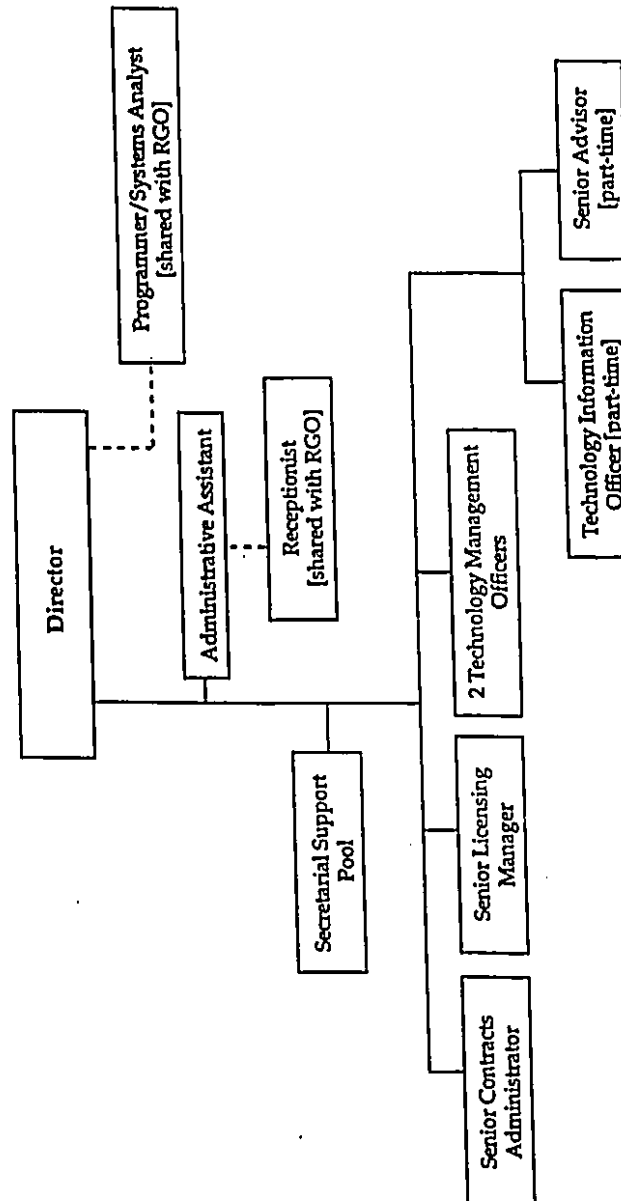 Director
Programmer/Systems Analyst
[shared with RGO]
Administrative Assistant
Receptionist
[shared with RGO]
Secretarial Support
Pool
Senior Contracts
Administrator
Senior Licensing
Manager
2 Technology Management
Officers
Technology Information
Officer [part-time]
Senior Advisor
[part-time]